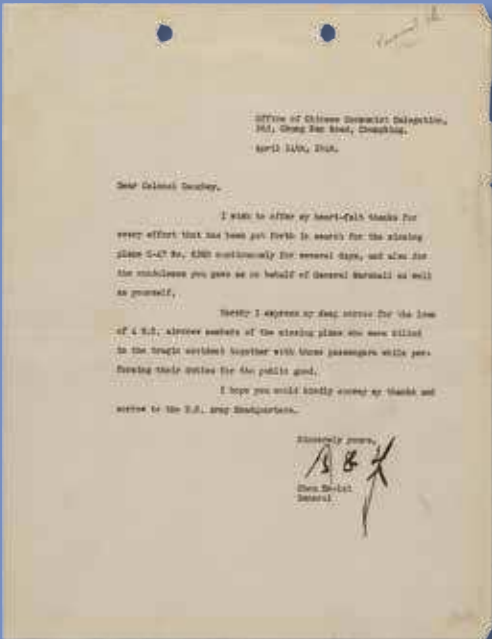 Office of Chinese Communist Delegation,
Chung San Road, Chungking.
April 14th, 1946.
Dear Colonel
I wish to offer my heart-felt thanks for
every effort that has been put forth in search for the missing
plane C-47 No. continuously for several days, and also for
the condolence you gave me on behalf of General Marshall as well
as yourself.
Hereby I express my deep sorrow for the loss
of 4 U.S. aircrew members of the missing plane who were killed
in the tragic accident together with those passengers while per-
forming their duties for the public good.
I hope you would kindly convey my thanks and
sorrow to the U.S. Army Headquarters.
Sincerely yours,
Chou En-lai
General